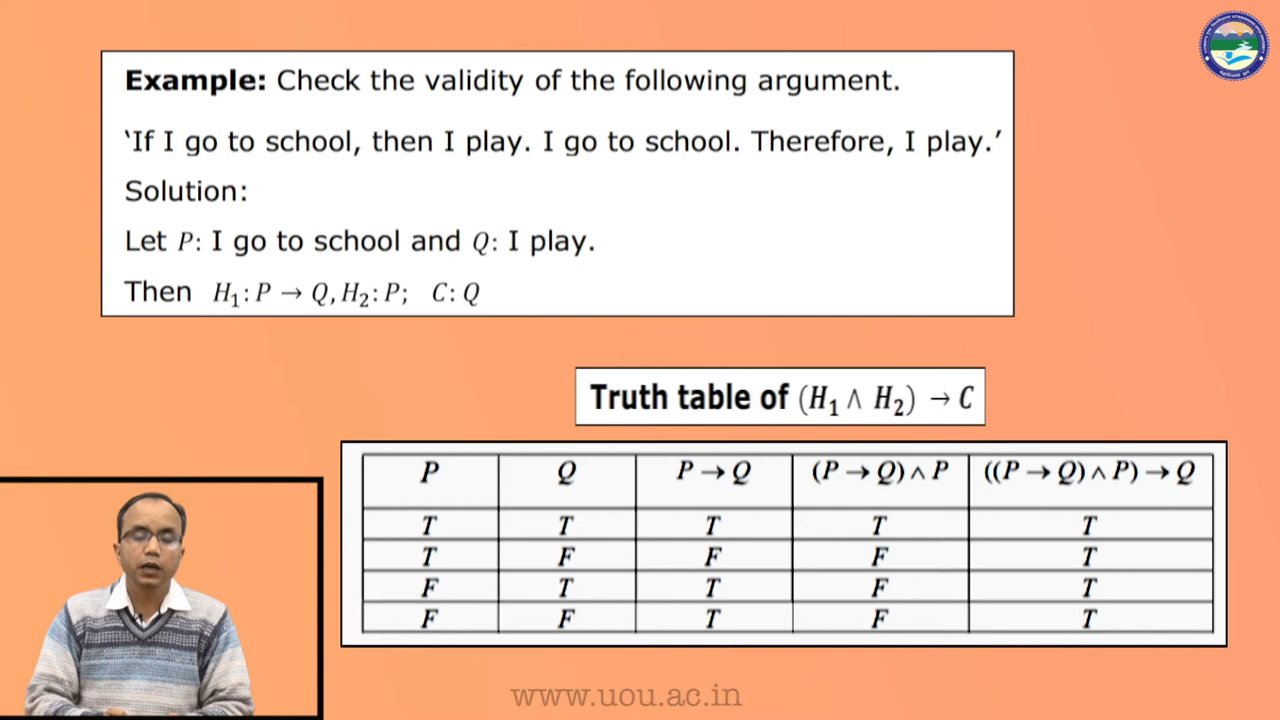 Example: Check the validity of the following argument.
‘If I go to school, then I play. I go to school. Therefore, I play.’
Solution:
Let P: I go to school and Q: I play.
Then H₁: P → Q, H₂: P; C: Q
Truth table of (H₁ ∧ H₂) → C
P Q P → Q (P → Q) ∧ P ((P → Q) ∧ P) → Q
T T T T T
T F F F T
F T T F T
F F T F T
www.uou.ac.in